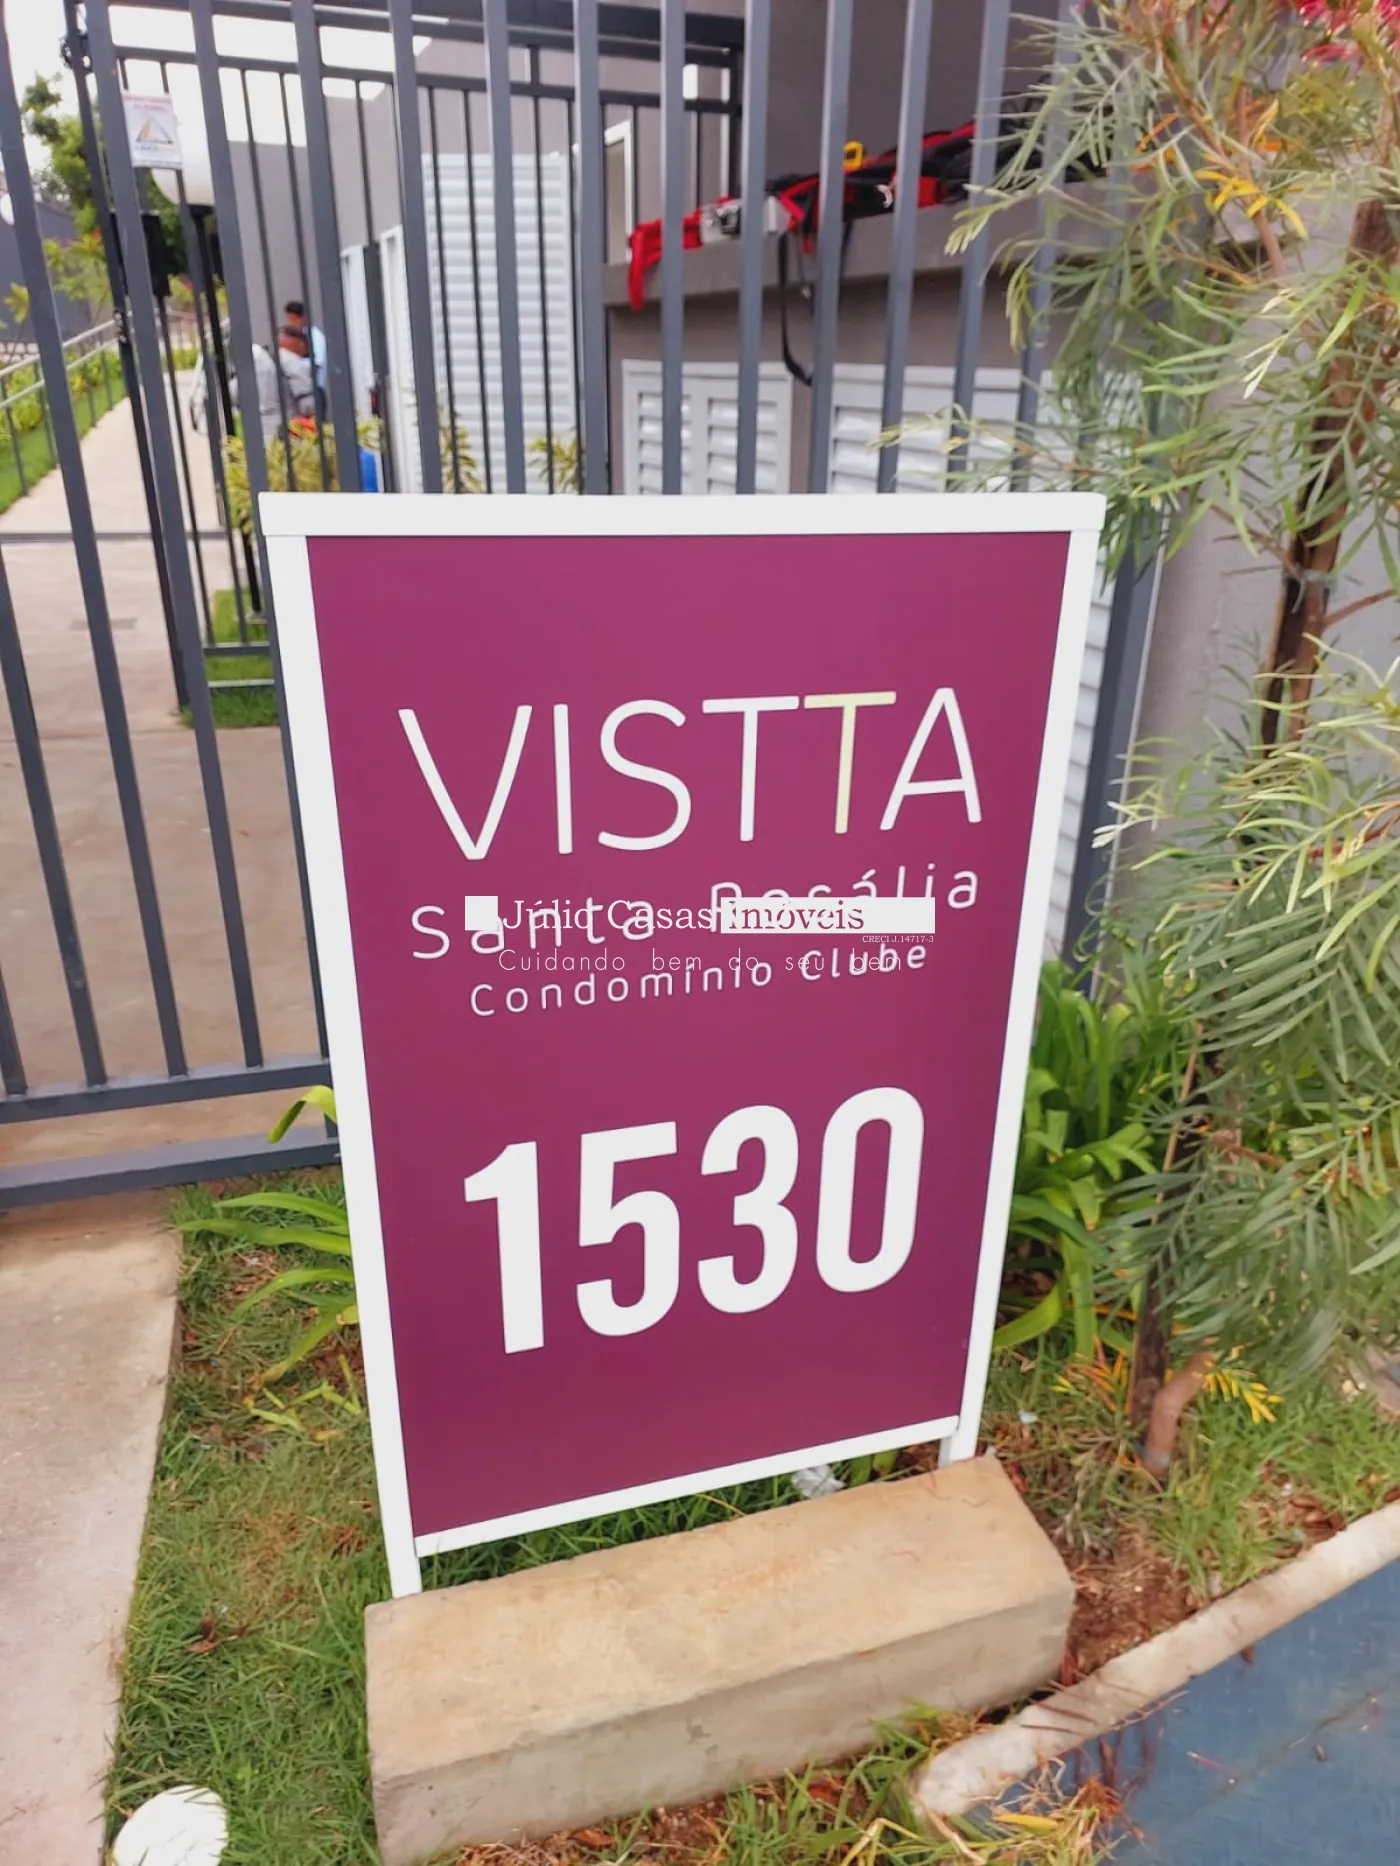 VISTTA
Santa Rosália
Júlio Casas Imóveis
CRECI J.14717-3
Cuidando bem do seu bem
Condomínio Clube
1530